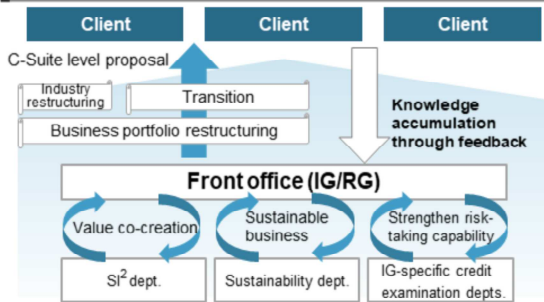 Client
Client
Client
C-Suite level proposal
Industry
restructuring
Transition
Business portfolio restructuring
Knowledge
accumulation
through feedback
Front office (IG/RG)
Value co-creation
Sustainable
business
Strengthen risk-
taking capability
SI² dept.
Sustainability dept.
IG-specific credit
examination depts.